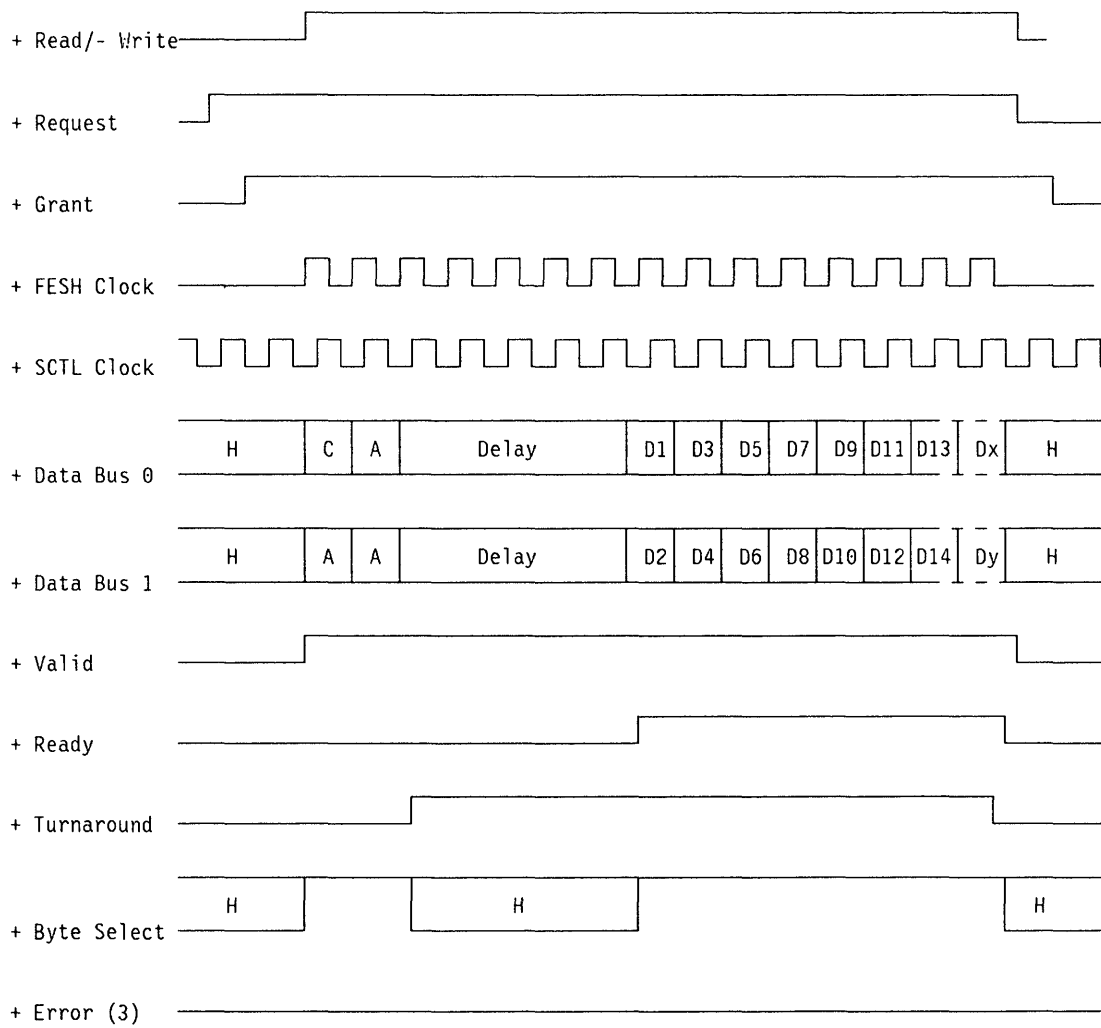 + Read/- Write
+ Request
+ Grant
+ FESH Clock
+ SCTL Clock
H C A Delay D1 D3 D5 D7 D9 D11 D13 Dx H
+ Data Bus 0
H A A Delay D2 D4 D6 D8 D10 D12 D14 Dy H
+ Data Bus 1
+ Valid
+ Ready
+ Turnaround
H H H
+ Byte Select
+ Error (3)